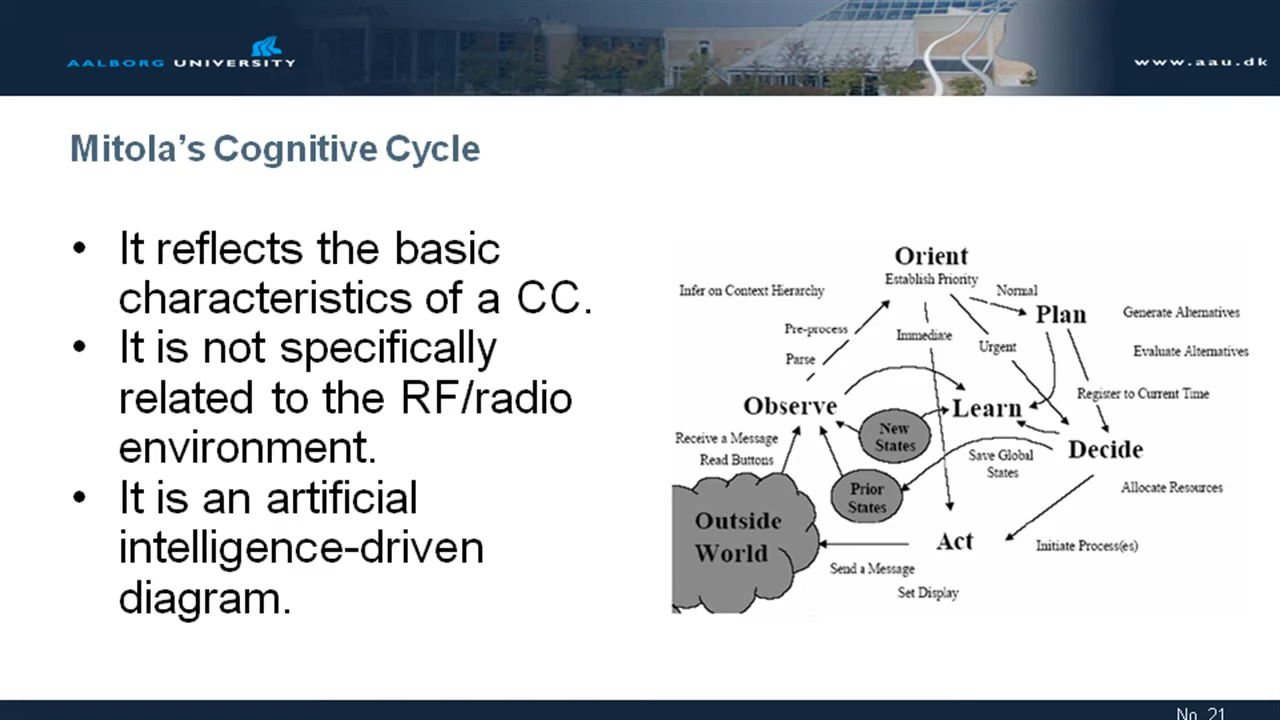 AALBORG UNIVERSITY
www.aau.dk
Mitola's Cognitive Cycle
• It reflects the basic
characteristics of a CC.
• It is not specifically
related to the RF/radio
environment.
• It is an artificial
intelligence-driven
diagram.
Orient
Establish Priority
Infer on Context Hierarchy
Normal
Plan
Generate Alternatives
Pre-process
Immediate
Urgent
Evaluate Alternatives
Parse
Register to Current Time
Observe
Learn
New
States
Receive a Message
Read Buttons
Decide
Save Global
States
Prior
States
Allocate Resources
Outside
World
Act
Initiate Process(es)
Send a Message
Set Display
No. 21